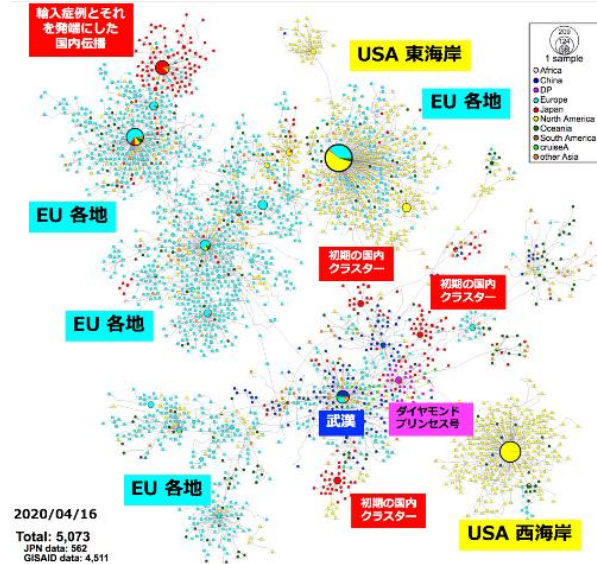 輸入症例とそれ
を発端にした
国内伝播
USA 東海岸
EU 各地
209
124
1 sample
Africa
China
DP
Europe
Japan
North America
Oceania
South America
cruiseA
other Asia
EU 各地
初期の国内
クラスター
初期の国内
クラスター
EU 各地
武漢
ダイヤモンド
プリンセス号
EU 各地
初期の国内
クラスター
USA 西海岸
2020/04/16
Total: 5,073
JPN data: 562
GISAID data: 4,511